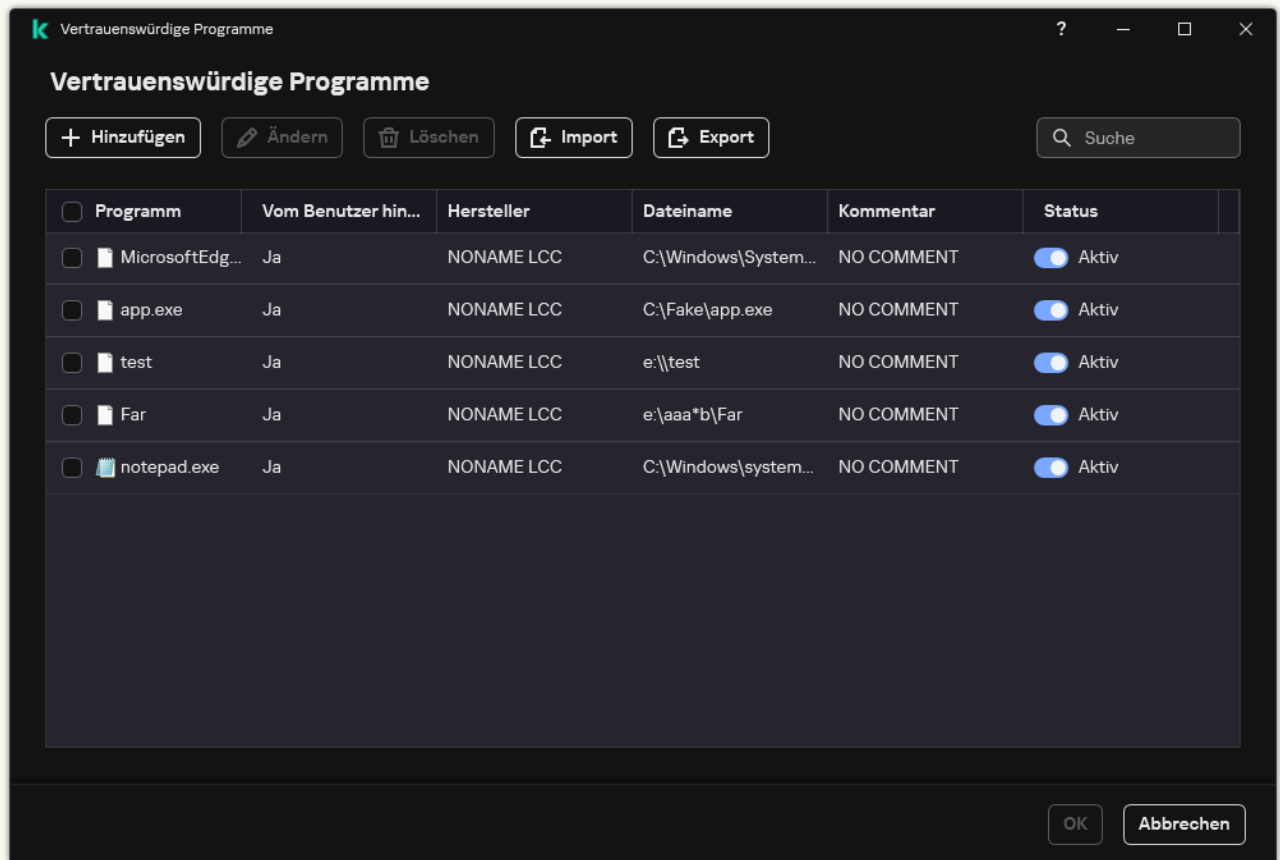 Vertrauenswürdige Programme
?
Vertrauenswürdige Programme
Hinzufügen Ändern Löschen Import Export Suche
Programm Vom Benutzer hin... Hersteller Dateiname Kommentar Status
MicrosoftEdg... Ja NONAME LCC C:\Windows\System... NO COMMENT Aktiv
app.exe Ja NONAME LCC C:\Fake\app.exe NO COMMENT Aktiv
test Ja NONAME LCC e:\\test NO COMMENT Aktiv
Far Ja NONAME LCC e:\aaa*b\Far NO COMMENT Aktiv
notepad.exe Ja NONAME LCC C:\Windows\system... NO COMMENT Aktiv
OK Abbrechen